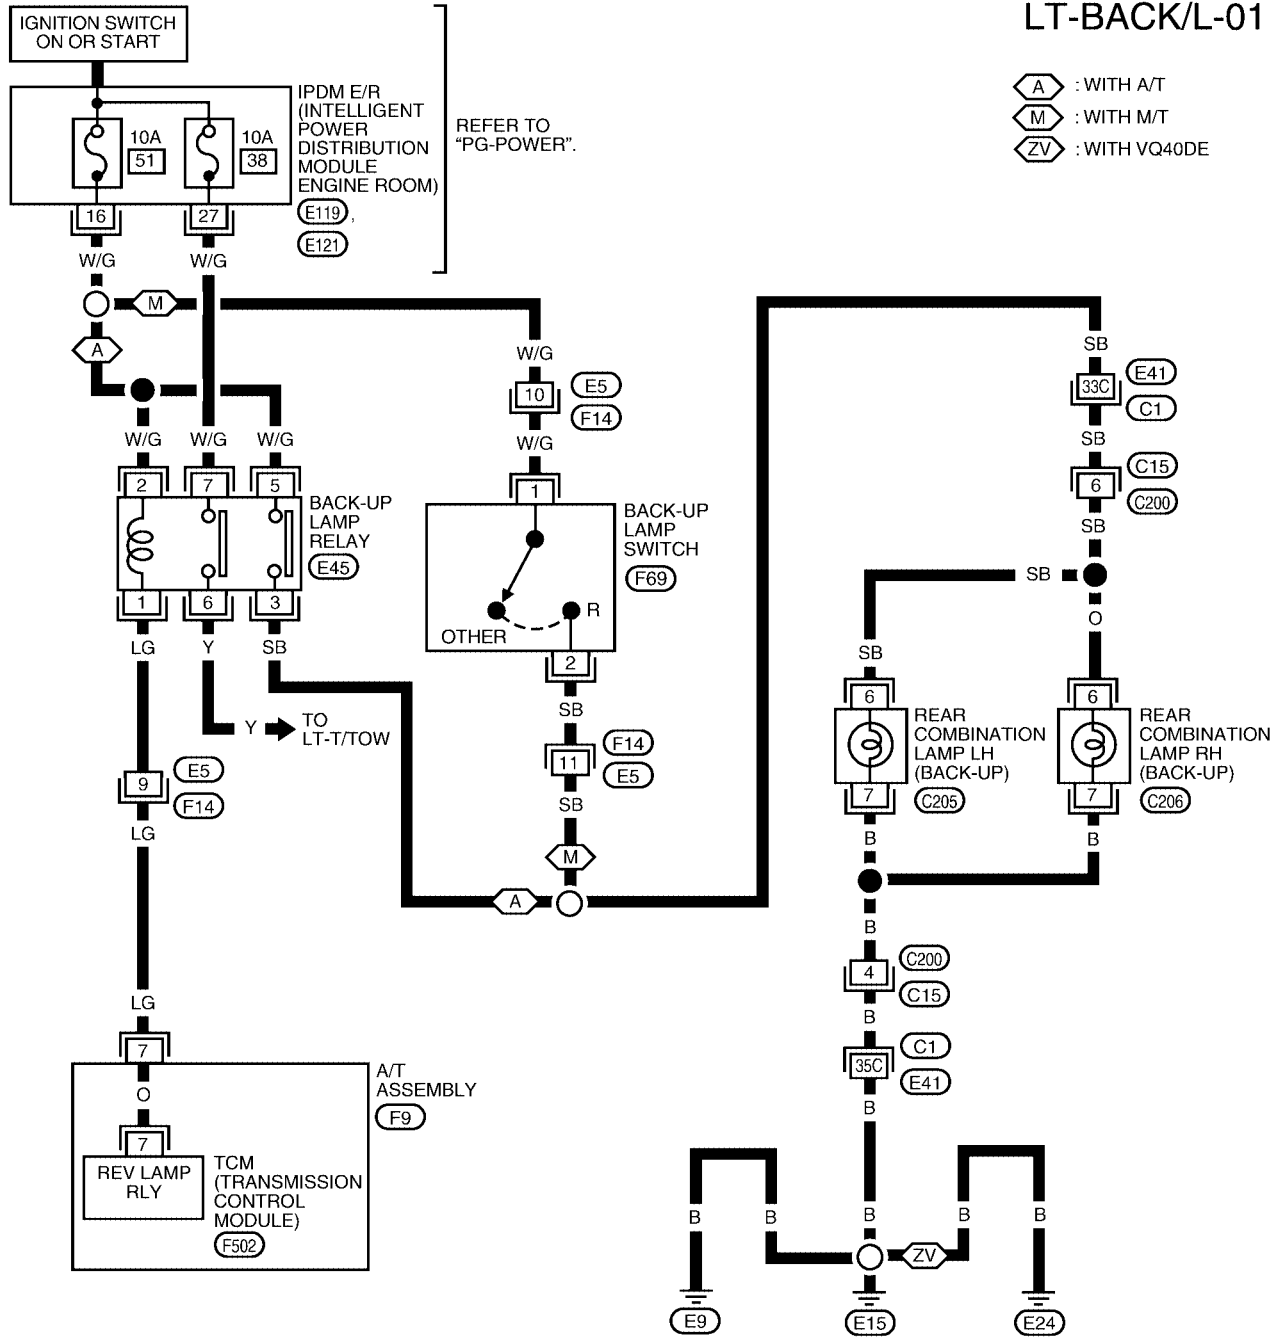 LT-BACK/L-01
IGNITION SWITCH
ON OR START
A : WITH A/T
M : WITH M/T
ZV : WITH VQ40DE
IPDM E/R
(INTELLIGENT
POWER
DISTRIBUTION
MODULE
ENGINE ROOM)
E119 ,
E121
REFER TO
“PG-POWER”.
10A
51
10A
38
16
27
W/G
W/G
M
A
W/G
10
E5
F14
W/G
W/G
W/G
W/G
2
7
5
BACK-UP
LAMP
RELAY
E45
1
6
3
LG
Y
SB
Y
TO
LT-T/TOW
1
BACK-UP
LAMP
SWITCH
F69
OTHER
R
2
SB
11
F14
E5
SB
M
A
9
E5
F14
LG
LG
7
A/T
ASSEMBLY
F9
O
7
REV LAMP
RLY
TCM
(TRANSMISSION
CONTROL
MODULE)
F502
SB
33C
E41
C1
SB
6
C15
C200
SB
SB
O
SB
6
6
REAR
COMBINATION
LAMP LH
(BACK-UP)
C205
REAR
COMBINATION
LAMP RH
(BACK-UP)
C206
7
7
B
B
B
4
C200
C15
B
35C
C1
E41
B
B
B
B
B
B
ZV
E9
E15
E24